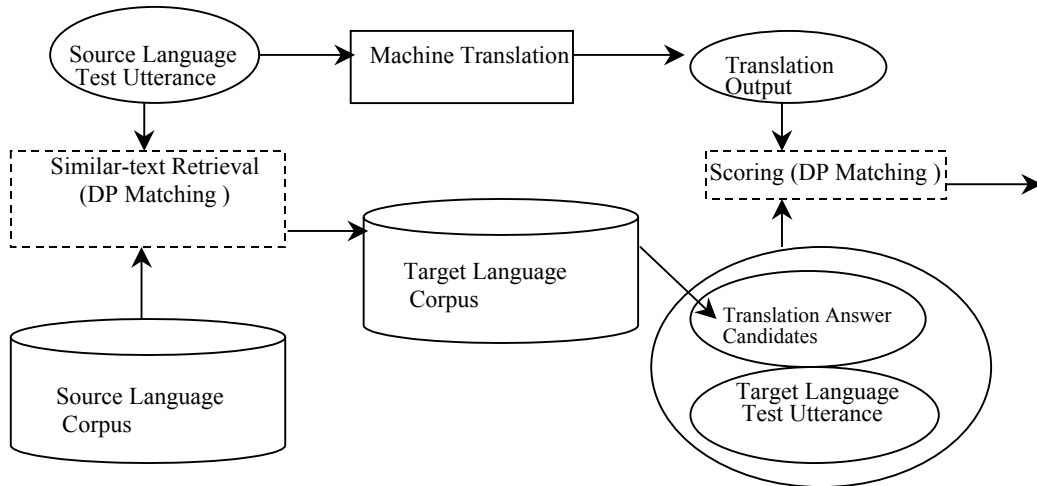 Source Language
Test Utterance
Machine Translation
Translation
Output
Similar-text Retrieval
(DP Matching )
Scoring (DP Matching )
Target Language
Corpus
Translation Answer
Candidates
Source Language
Corpus
Target Language
Test Utterance